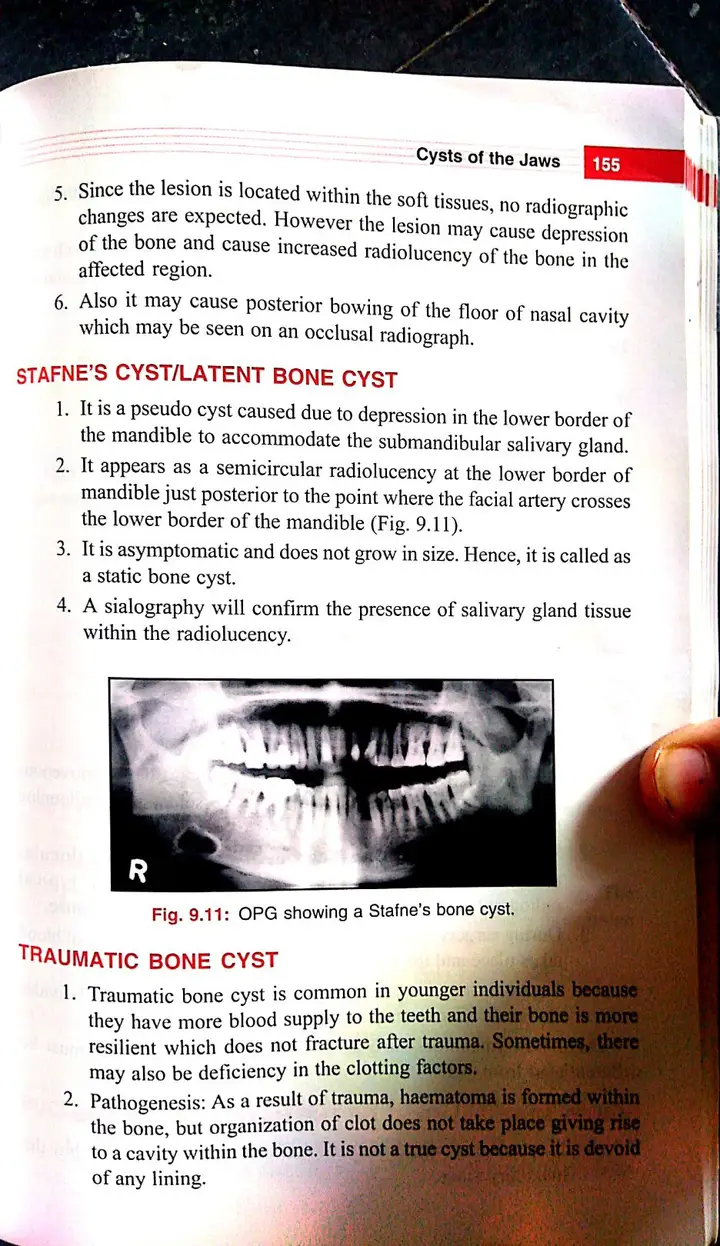 Cysts of the Jaws 155
5. Since the lesion is located within the soft tissues, no radiographic
changes are expected. However the lesion may cause depression
of the bone and cause increased radiolucency of the bone in the
affected region.
6. Also it may cause posterior bowing of the floor of nasal cavity
which may be seen on an occlusal radiograph.
STAFNE'S CYST/LATENT BONE CYST
1. It is a pseudo cyst caused due to depression in the lower border of
the mandible to accommodate the submandibular salivary gland.
2. It appears as a semicircular radiolucency at the lower border of
mandible just posterior to the point where the facial artery crosses
the lower border of the mandible (Fig. 9.11).
3. It is asymptomatic and does not grow in size. Hence, it is called as
a static bone cyst.
4. A sialography will confirm the presence of salivary gland tissue
within the radiolucency.
R
Fig. 9.11: OPG showing a Stafne's bone cyst.
TRAUMATIC BONE CYST
1. Traumatic bone cyst is common in younger individuals because
they have more blood supply to the teeth and their bone is more
resilient which does not fracture after trauma. Sometimes, there
may also be deficiency in the clotting factors.
2. Pathogenesis: As a result of trauma, haematoma is formed within
the bone, but organization of clot does not take place giving rise
to a cavity within the bone. It is not a true cyst because it is devoid
of any lining.